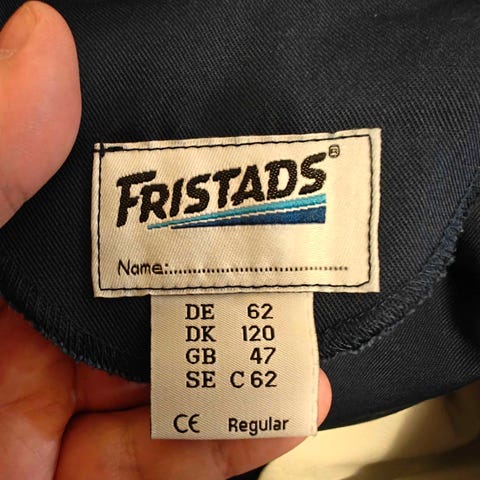 FRISTADS®
Name:........................................
DE 62
DK 120
GB 47
SE C 62
CE Regular